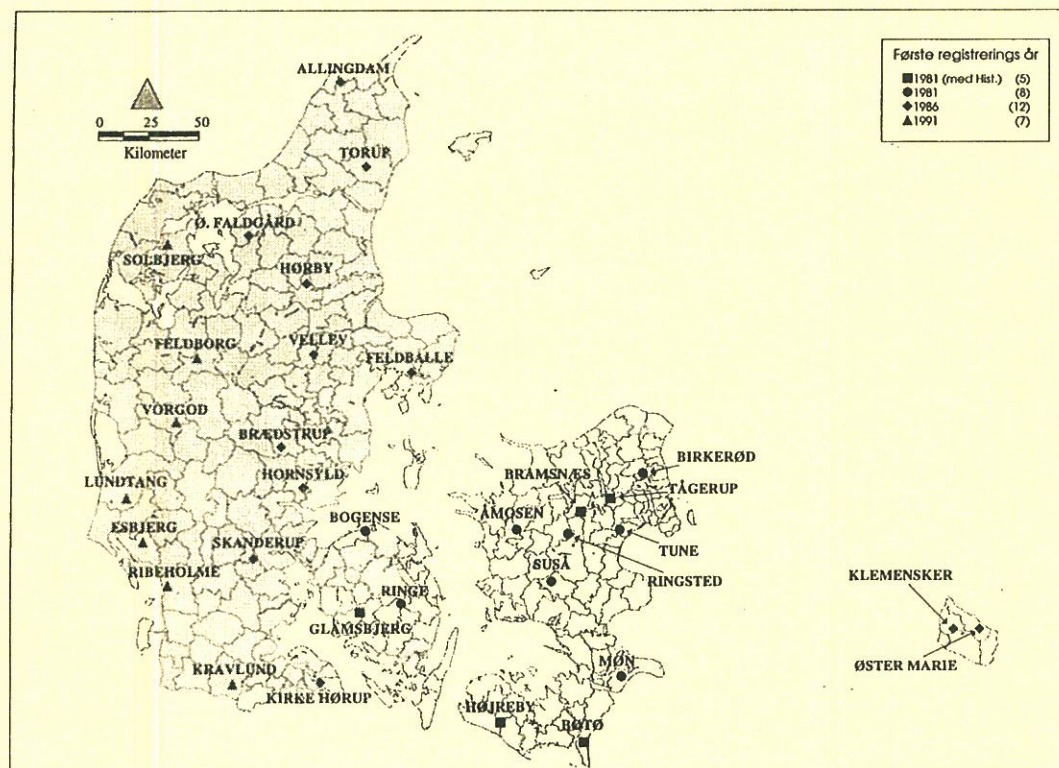 Første registrerings år
1981 (med Hist.) (5)
1981 (8)
1986 (12)
1991 (7)
0 25 50
Kilometer
ALLINGDAM
TORUP
Ø. FALDGÅRD
SOLBJERG
HØRBY
FELDBORG
VELLEV
FELDBALLE
VORGOD
BRÆDSTRUP
HORNSYLD
LUNDTANG
ESBJERG
SKANDERUP
RIBEHOLME
BOGENSE
RINGE
GLAMSBJERG
KRAVLUND
KIRKE HØRUP
BRAMSNÆS
BIRKERØD
TÅGERUP
ÅMOSEN
TUNE
RINGSTED
SUSÅ
MØN
HØJREBY
BØTØ
KLEMENSKER
ØSTER MARIE